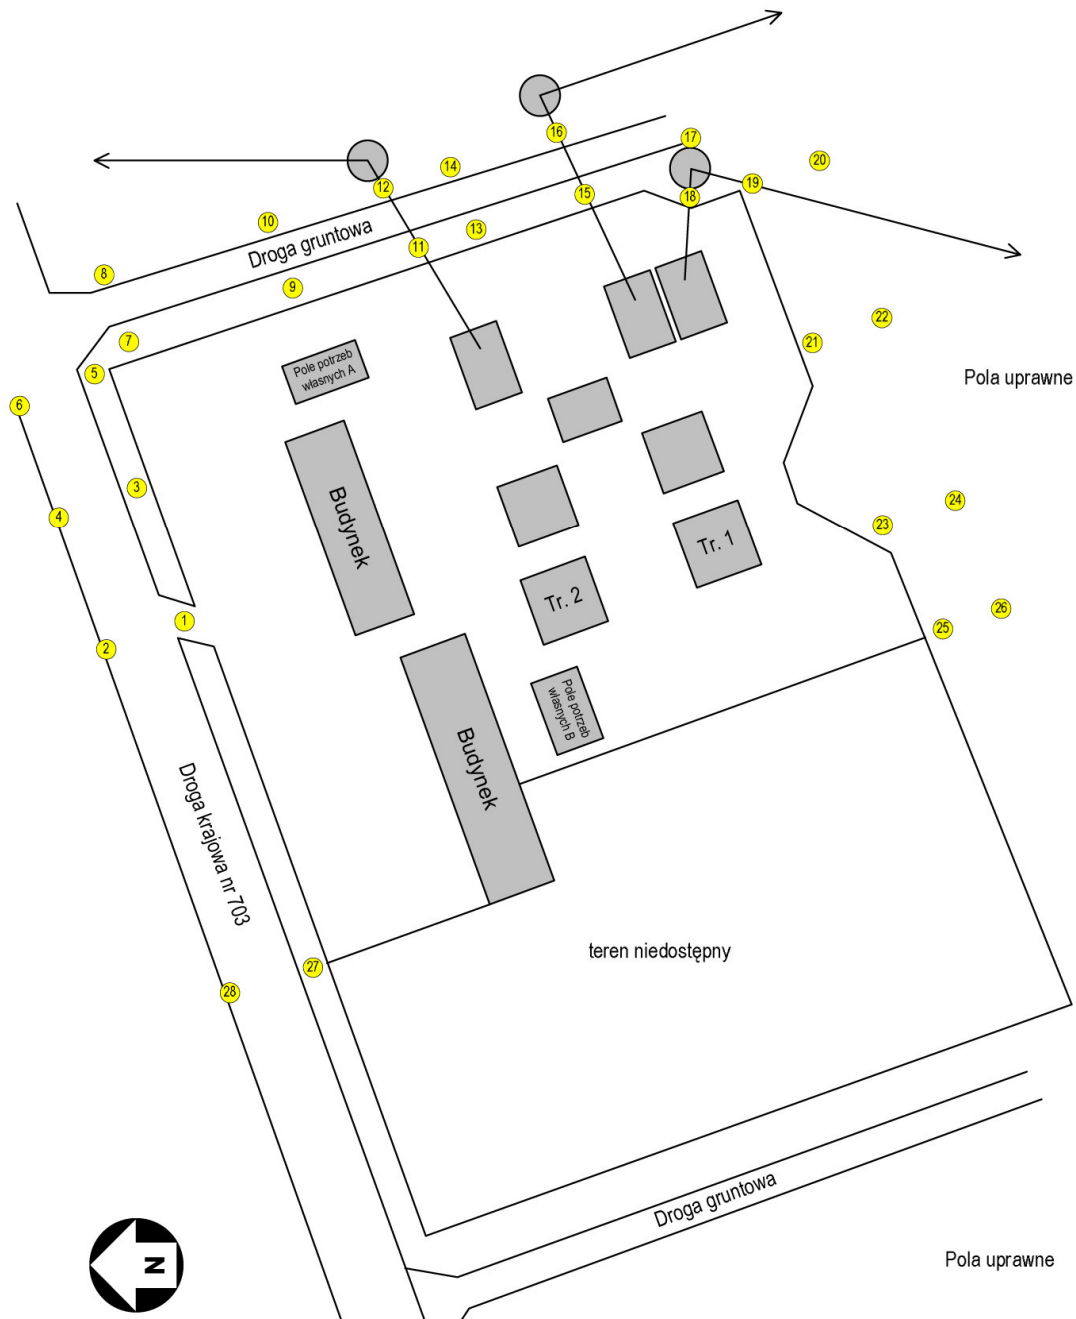 16
17
14
20
12
19
15
18
10
13
Droga gruntowa
11
8
9
22
7
21
Pole potrzeb
własnych A
5
Pola uprawne
6
3
24
4
Budynek
23
Tr. 1
Tr. 2
26
1
25
2
Pole potrzeb
własnych B
Budynek
Droga krajowa nr 703
teren niedostępny
27
28
Droga gruntowa
Pola uprawne
N